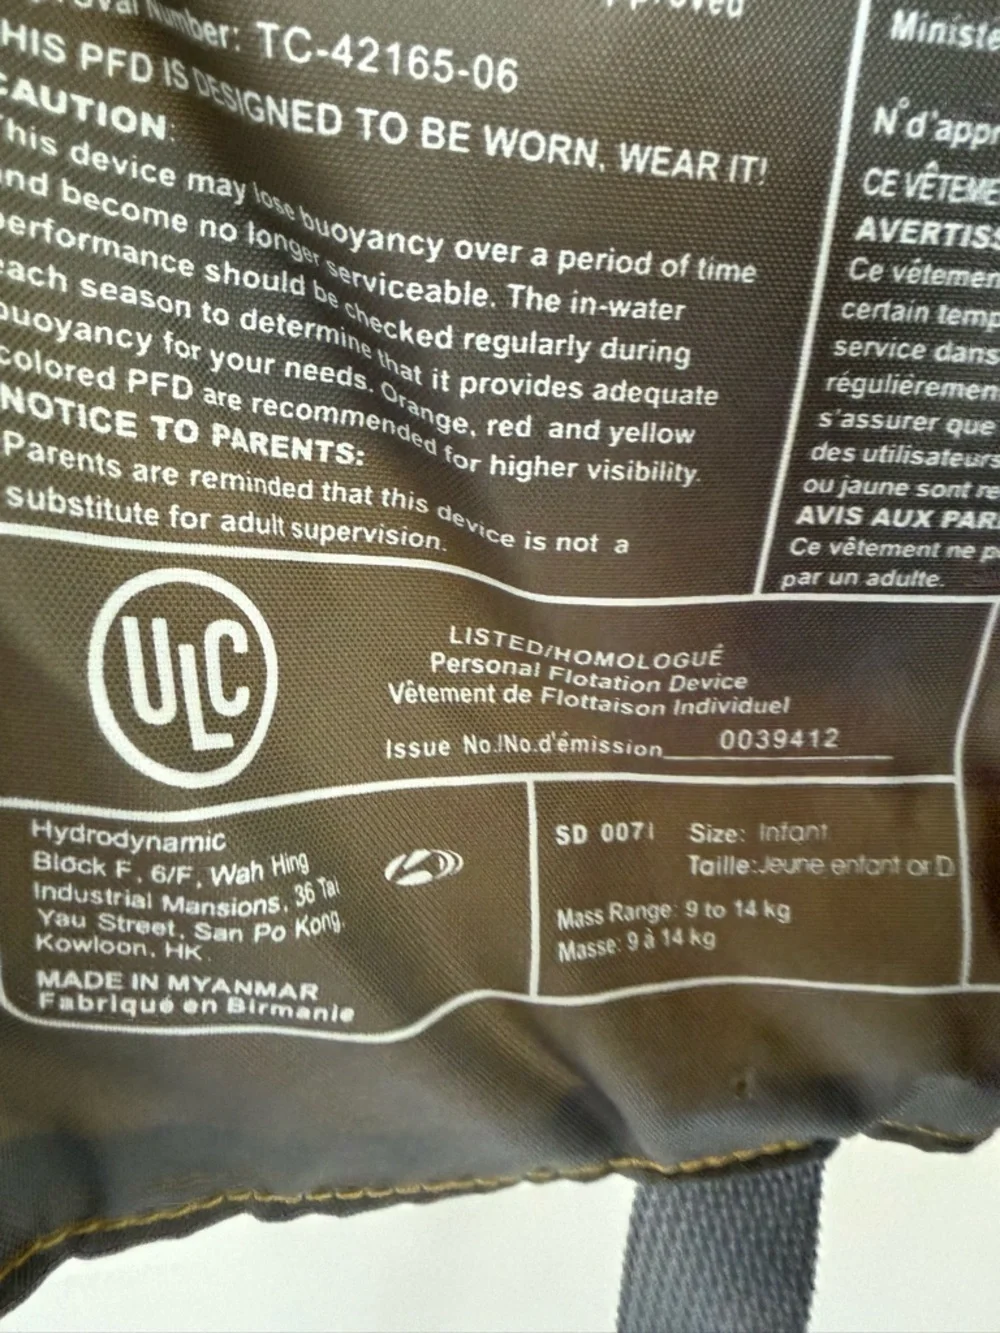 Number: TC-42165-06
THIS PFD IS DESIGNED TO BE WORN, WEAR IT!
CAUTION:
This device may lose buoyancy over a period of time
and become no longer serviceable. The in-water
performance should be checked regularly during
each season to determine that it provides adequate
buoyancy for your needs. Orange, red and yellow
colored PFD are recommended for higher visibility.
NOTICE TO PARENTS:
Parents are reminded that this device is not a
substitute for adult supervision.
N° d'appr
CE VÊTEME
AVERTISS
Ce vêtemen
certain temp
service dans
régulièremen
s'assurer que
des utilisateurs
ou jaune sont re
AVIS AUX PAR
Ce vêtement ne p
par un adulte.
ULC
LISTED/HOMOLOGUÉ
Personal Flotation Device
Vêtement de Flottaison Individuel
Issue No./No.d'émission 0039412
Hydrodynamic
Block F, 6/F, Wah Hing
Industrial Mansions, 36 Tai
Yau Street, San Po Kong,
Kowloon, HK.
MADE IN MYANMAR
Fabriqué en Birmanie
SD 0071 Size: Infant
Taille:Jeune enfant or D
Mass Range: 9 to 14 kg
Masse: 9 à 14 kg